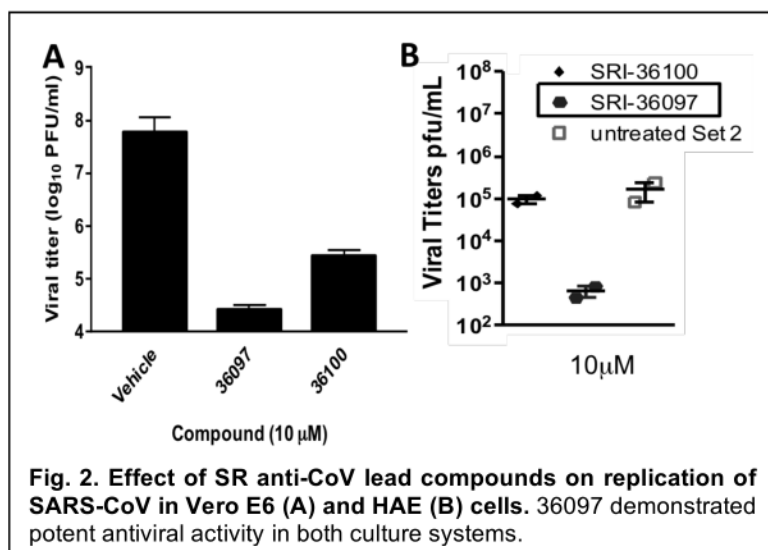 A
Viral titer (log₁₀ PFU/ml)
9
8
7
6
5
4
Vehicle
36097
36100
Compound (10 µM)
B
SRI-36100
SRI-36097
untreated Set 2
Viral Titers pfu/mL
10⁸
10⁷
10⁶
10⁵
10⁴
10³
10²
10µM
Fig. 2. Effect of SR anti-CoV lead compounds on replication of
SARS-CoV in Vero E6 (A) and HAE (B) cells. 36097 demonstrated
potent antiviral activity in both culture systems.